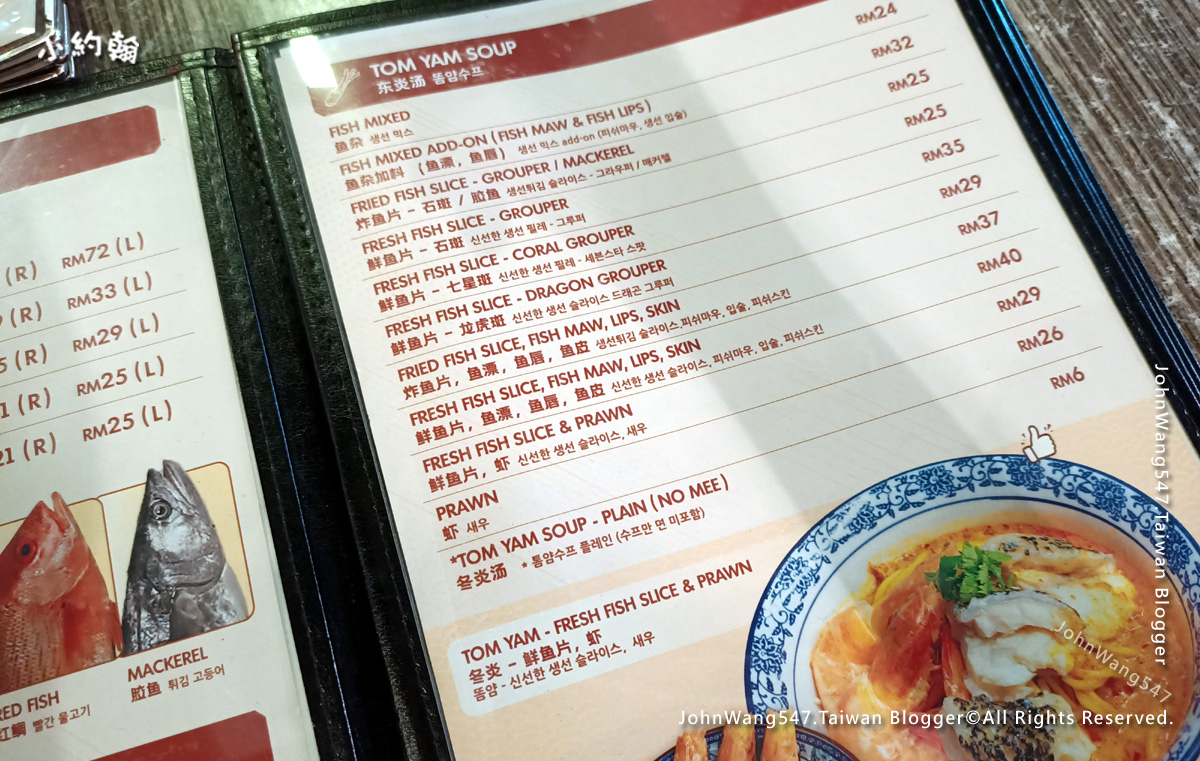 小約翰
(R) RM72 (L)
(R) RM33 (L)
5 (R) RM29 (L)
1 (R) RM25 (L)
21 (R) RM25 (L)
RED FISH
红鲷 빨간 물고기
MACKEREL
鲛鱼 튀김 고등어
TOM YAM SOUP
东炎汤 똠얌수프
FISH MIXED RM24
鱼杂 생선 믹스
FISH MIXED ADD-ON (FISH MAW & FISH LIPS) RM32
鱼杂加料 (鱼漂, 鱼唇) 생선 믹스 add-on (피쉬마우, 생선 입술)
FRIED FISH SLICE - GROUPER / MACKEREL RM25
炸鱼片 - 石斑 / 鲛鱼 생선튀김 슬라이스 - 그라우퍼 / 매커렐
FRESH FISH SLICE - GROUPER RM25
鲜鱼片 - 石斑 신선한 생선 필레 - 그루퍼
FRESH FISH SLICE - CORAL GROUPER RM35
鲜鱼片 - 七星斑 신선한 생선 필레 - 세븐스타 스팟
FRESH FISH SLICE - DRAGON GROUPER RM29
鲜鱼片 - 龙虎斑 신선한 생선 슬라이스 드래곤 그루퍼
FRIED FISH SLICE, FISH MAW, LIPS, SKIN RM37
炸鱼片, 鱼漂, 鱼唇, 鱼皮 생선튀김 슬라이스 피쉬마우, 입술, 피쉬스킨
FRESH FISH SLICE, FISH MAW, LIPS, SKIN RM40
鲜鱼片, 鱼漂, 鱼唇, 鱼皮 신선한 생선 슬라이스, 피쉬마우, 입술, 피쉬스킨
FRESH FISH SLICE & PRAWN RM29
鲜鱼片, 虾 신선한 생선 슬라이스, 새우
PRAWN RM26
虾 새우
*TOM YAM SOUP - PLAIN (NO MEE) RM6
冬炎汤 * 똠얌수프 플레인 (수프만 면 미포함)
TOM YAM - FRESH FISH SLICE & PRAWN
冬炎 - 鲜鱼片, 虾
똠얌 - 신선한 생선 슬라이스, 새우
JohnWang547.Taiwan Blogger
JohnWang547
JohnWang547.Taiwan Blogger©All Rights Reserved.